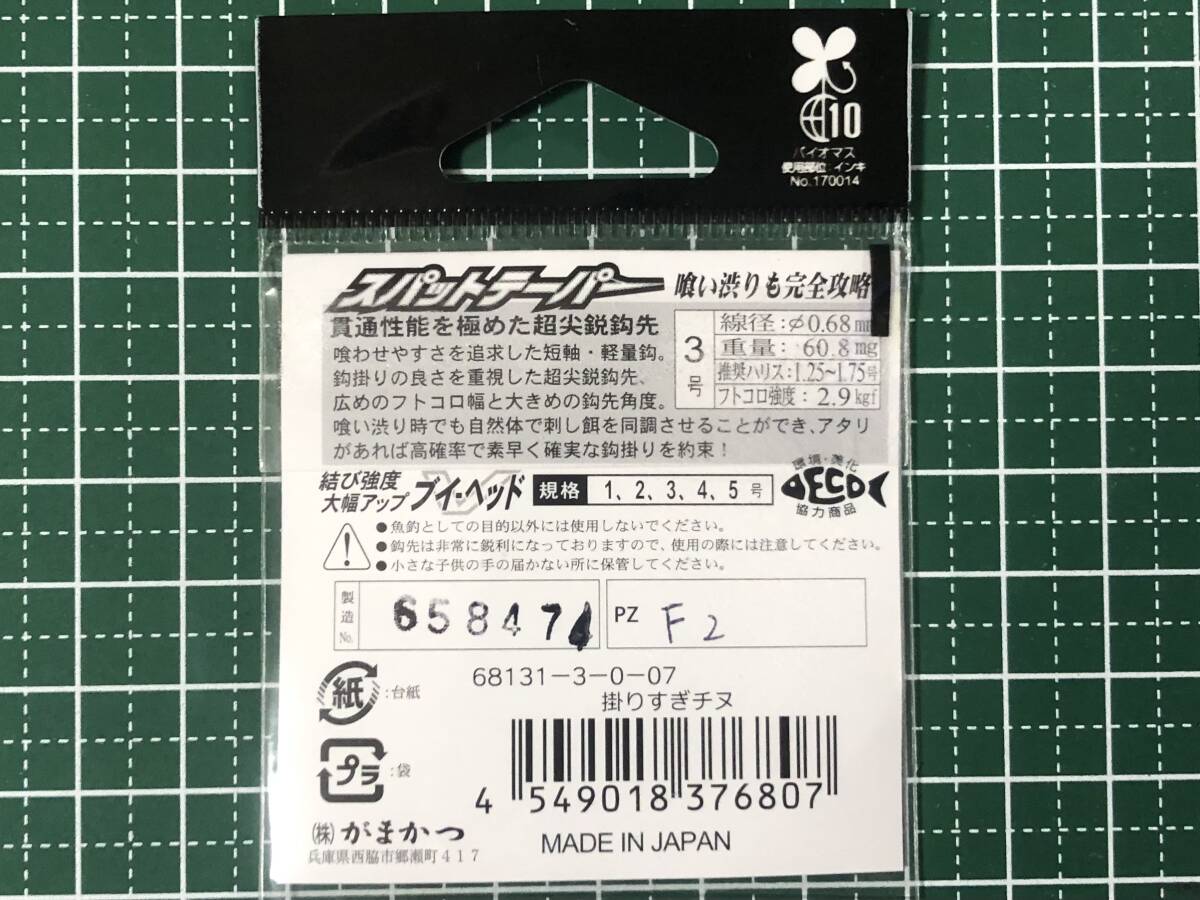 10
バイオマス
使用部位:インキ
No.170014
スパットテーパー
喰い渋りも完全攻略
貫通性能を極めた超尖鋭鈎先
喰わせやすさを追求した短軸・軽量鈎。
鈎掛りの良さを重視した超尖鋭鈎先、
広めのフトコロ幅と大きめの鈎先角度。
喰い渋り時でも自然体で刺し餌を同調させることができ、アタリ
があれば高確率で素早く確実な鈎掛りを約束！
3号
線径:φ0.68mm
重量:60.8mg
推奨ハリス:1.25~1.75号
フトコロ強度:2.9kgf
結び強度
大幅アップ
ブイ・ヘッド
規格 1、2、3、4、5 号
環境・美化
ECO
協力商品
●魚鈎としての目的以外には使用しないでください。
●鈎先は非常に鋭利になっておりますので、使用の際には注意してください。
●小さな子供の手の届かない所に保管してください。
製造No.
658474
PZ F2
紙:台紙
68131-3-0-07
掛りすぎチヌ
プラ:袋
4 549018 376807
㈱がまかつ
兵庫県西脇市郷瀬町417
MADE IN JAPAN